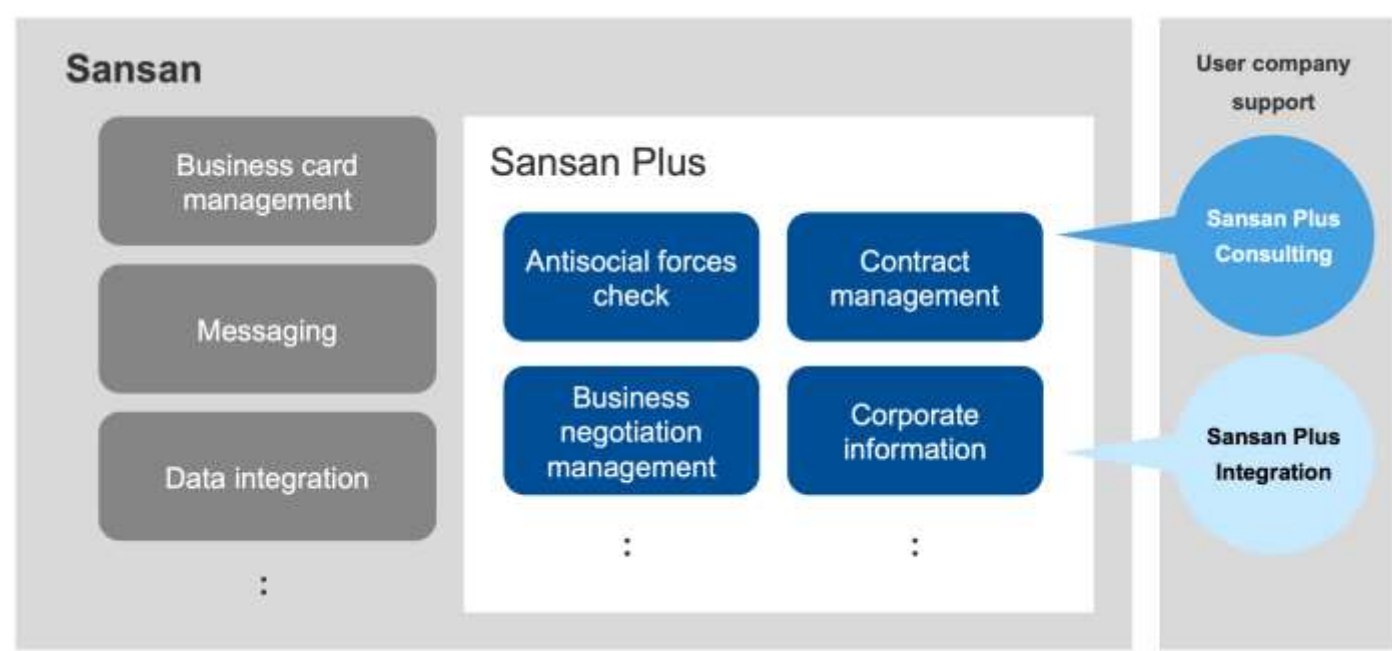 Sansan
Business card
management
Messaging
Data integration
:
Sansan Plus
Antisocial forces
check
Contract
management
Business
negotiation
management
Corporate
information
:
:
User company
support
Sansan Plus
Consulting
Sansan Plus
Integration